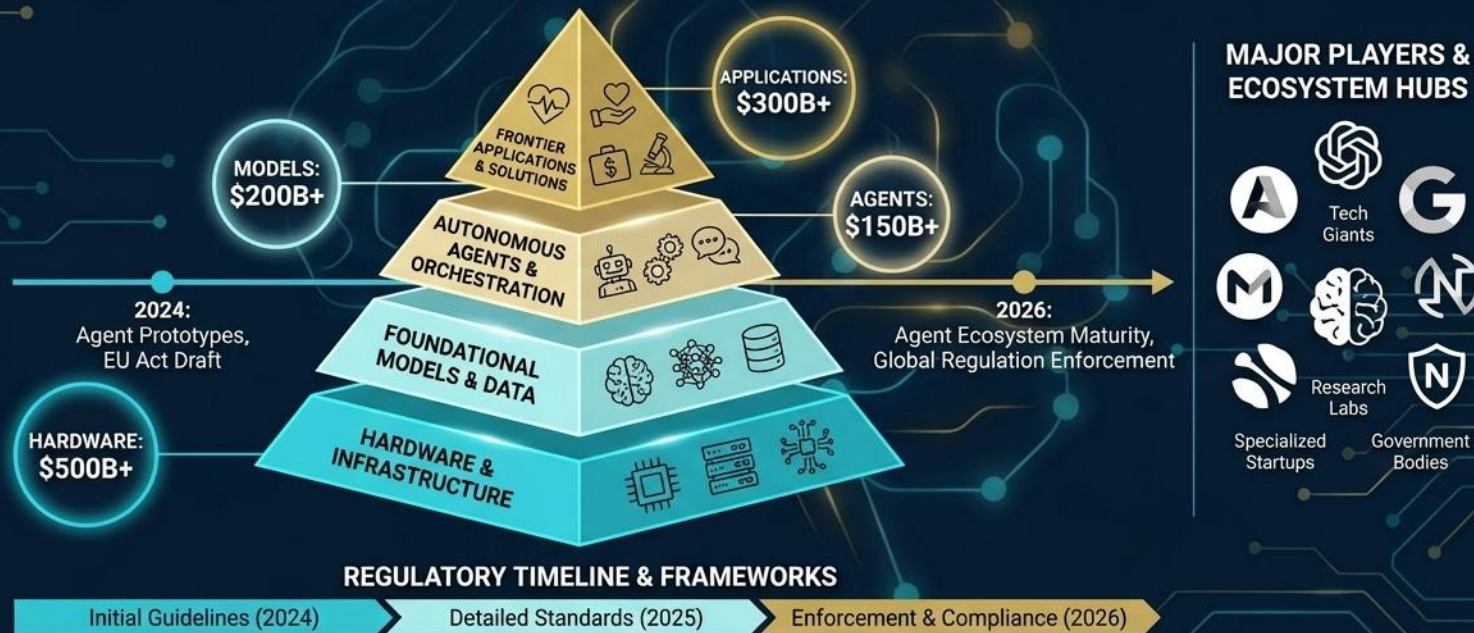 APPLICATIONS:
$300B+
MODELS:
$200B+
AGENTS:
$150B+
HARDWARE:
$500B+
FRONTIER
APPLICATIONS
& SOLUTIONS
$
AUTONOMOUS
AGENTS &
ORCHESTRATION
FOUNDATIONAL
MODELS & DATA
HARDWARE &
INFRASTRUCTURE
2024:
Agent Prototypes,
EU Act Draft
2026:
Agent Ecosystem Maturity,
Global Regulation Enforcement
MAJOR PLAYERS &
ECOSYSTEM HUBS
A
G
Tech
Giants
M
N
Research
Labs
N
Specialized
Startups
Government
Bodies
REGULATORY TIMELINE & FRAMEWORKS
Initial Guidelines (2024)
Detailed Standards (2025)
Enforcement & Compliance (2026)